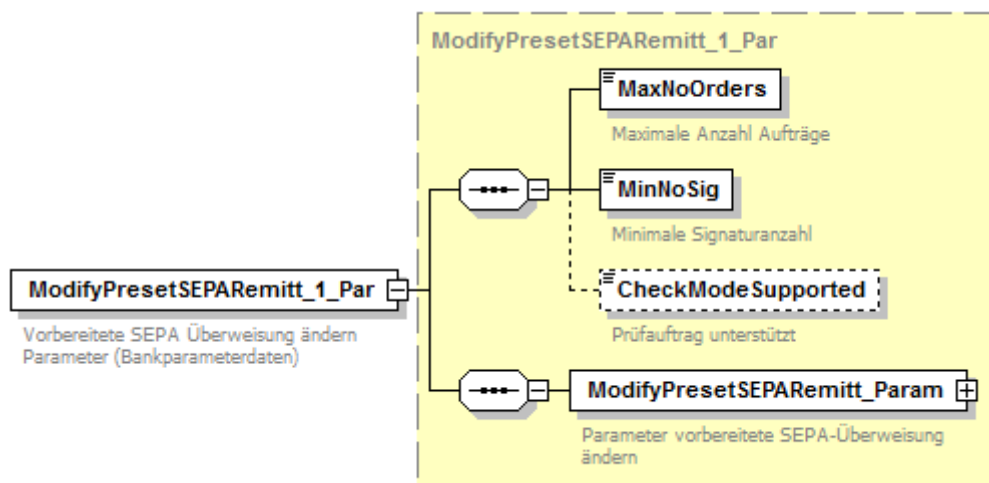 ModifyPresetSEPARemitt_1_Par
MaxNoOrders
Maximale Anzahl Aufträge
MinNoSig
Minimale Signaturanzahl
ModifyPresetSEPARemitt_1_Par
Vorbereitete SEPA Überweisung ändern
Parameter (Bankparameterdaten)
CheckModeSupported
Prüfauftrag unterstützt
ModifyPresetSEPARemitt_Param
Parameter vorbereitete SEPA-Überweisung
ändern